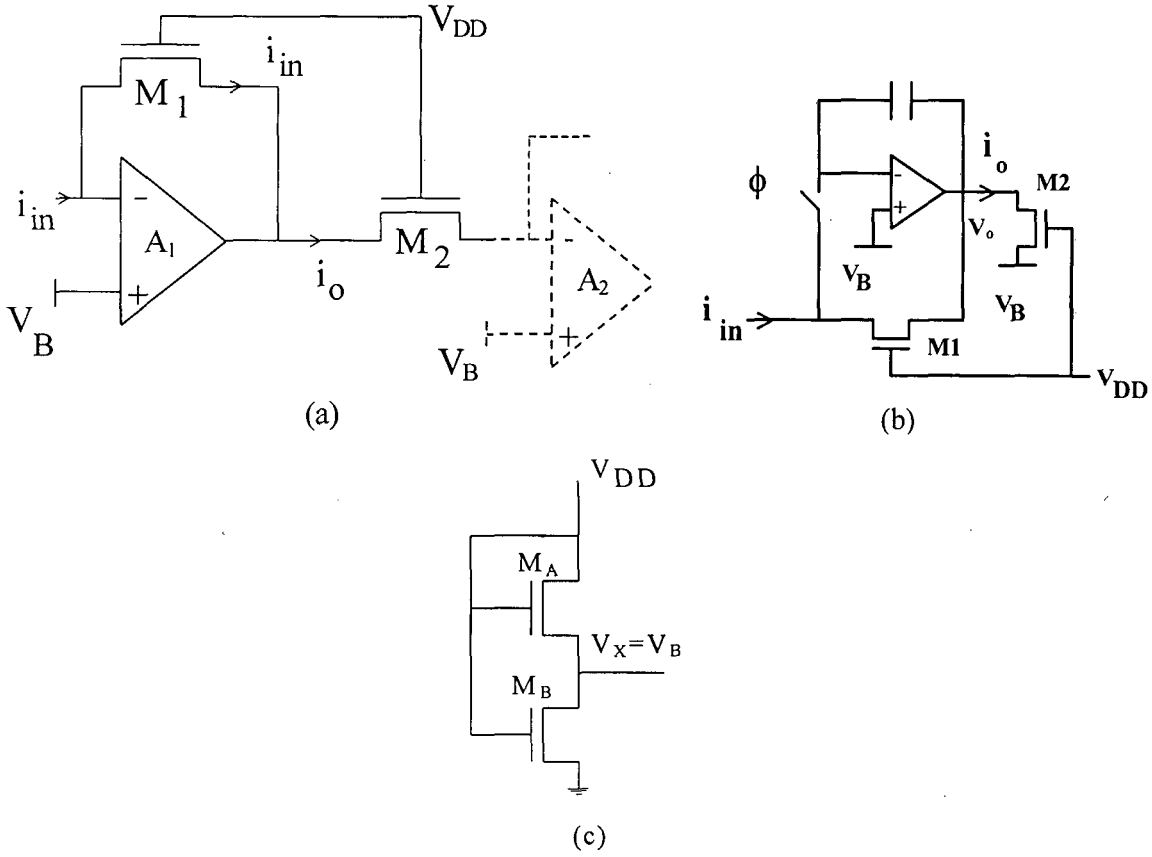 V_DD
i_in
M_1
i_in
A_1
V_B
M_2
i_o
A_2
V_B
(a)
ϕ
i_o
M2
V_o
V_B
V_B
i_in
M1
V_DD
(b)
V_DD
M_A
V_X=V_B
M_B
(c)